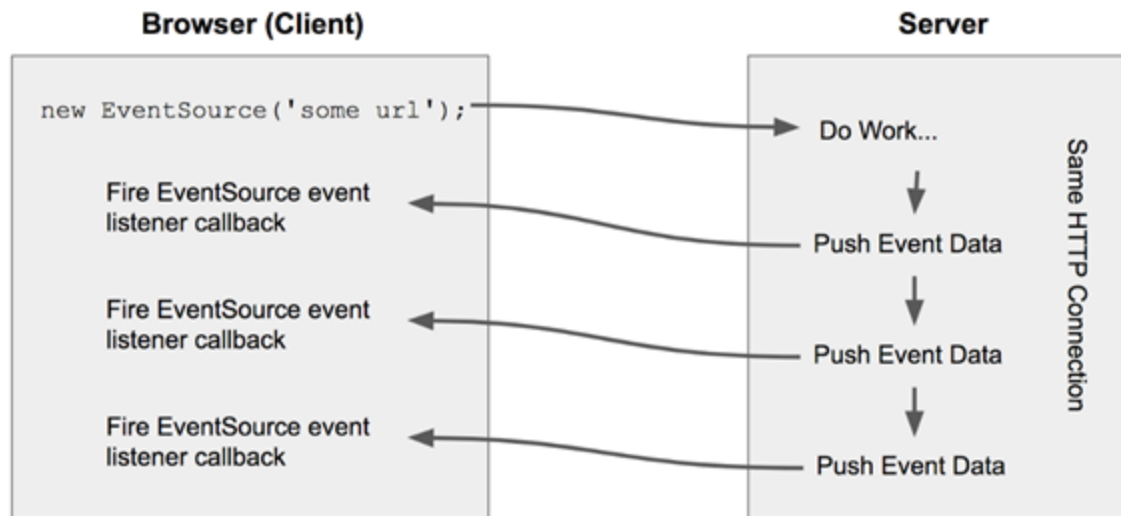 Browser (Client)
Server
new EventSource('some url');
Do Work...
Fire EventSource event
listener callback
Push Event Data
Fire EventSource event
listener callback
Push Event Data
Fire EventSource event
listener callback
Push Event Data
Same HTTP Connection